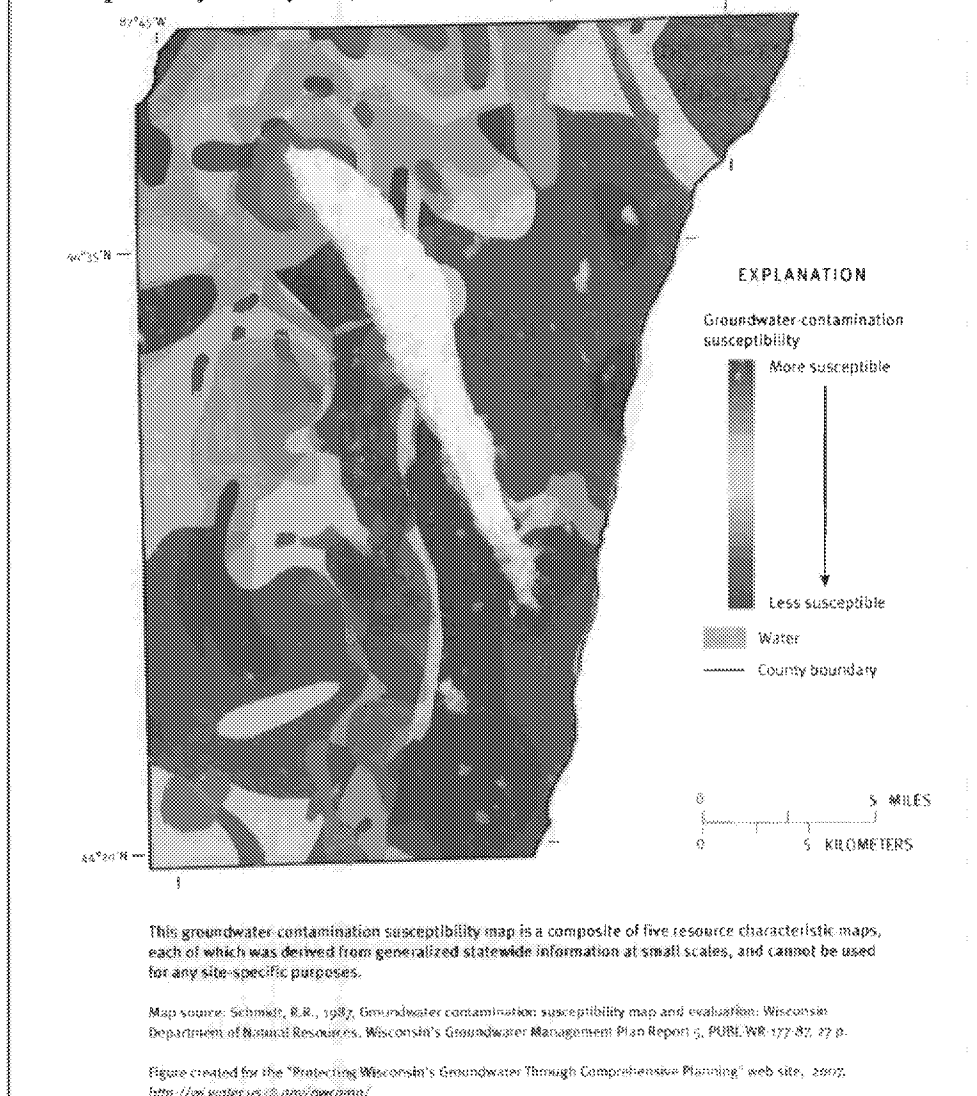 87°45'W
44°35'N
EXPLANATION
Groundwater-contamination
susceptibility
More susceptible
Less susceptible
Water
County boundary
0 5 MILES
0 5 KILOMETERS
44°20'N
This groundwater contamination susceptibility map is a composite of five resource characteristic maps,
each of which was derived from generalized statewide information at small scales, and cannot be used
for any site-specific purposes.
Map source: Schmidt, R.R., 1987, Groundwater contamination susceptibility map and evaluation: Wisconsin
Department of Natural Resources, Wisconsin's Groundwater Management Plan Report 5, PUBL WR-177-87, 27 p.
Figure created for the "Protecting Wisconsin's Groundwater Through Comprehensive Planning" web site, 2007,